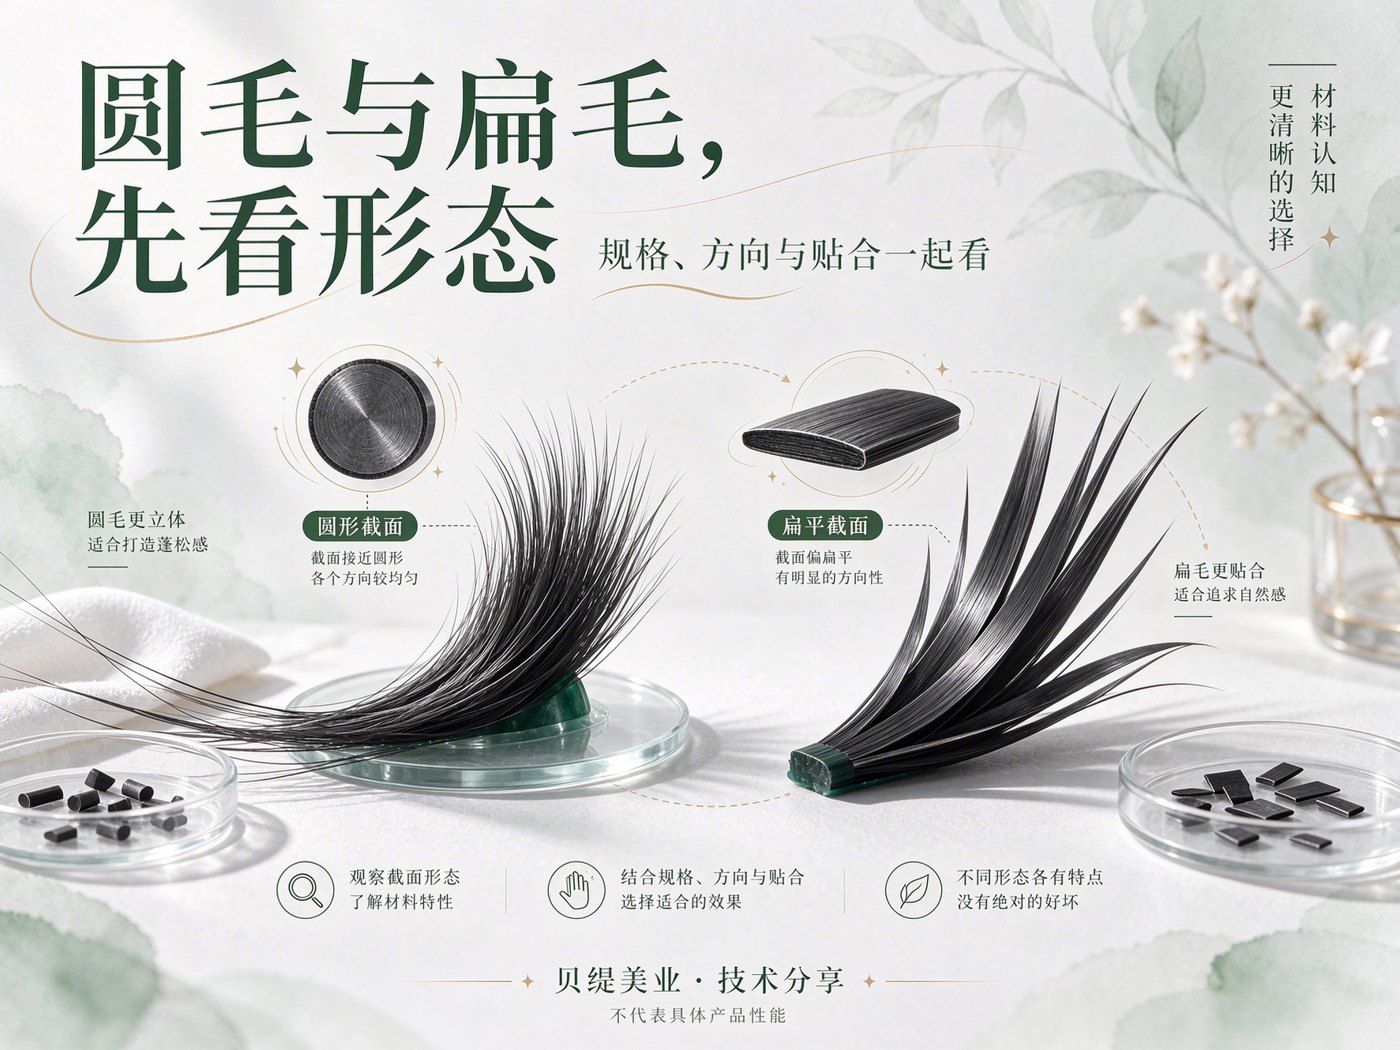 圆毛与扁毛，
先看形态
规格、方向与贴合一起看
材料认知
更清晰的选择
圆毛更立体
适合打造蓬松感
圆形截面
截面接近圆形
各个方向较均匀
扁平截面
截面偏扁平
有明显的方向性
扁毛更贴合
适合追求自然感
观察截面形态
了解材料特性
结合规格、方向与贴合
选择适合的效果
不同形态各有特点
没有绝对的好坏
贝缇美业·技术分享
不代表具体产品性能